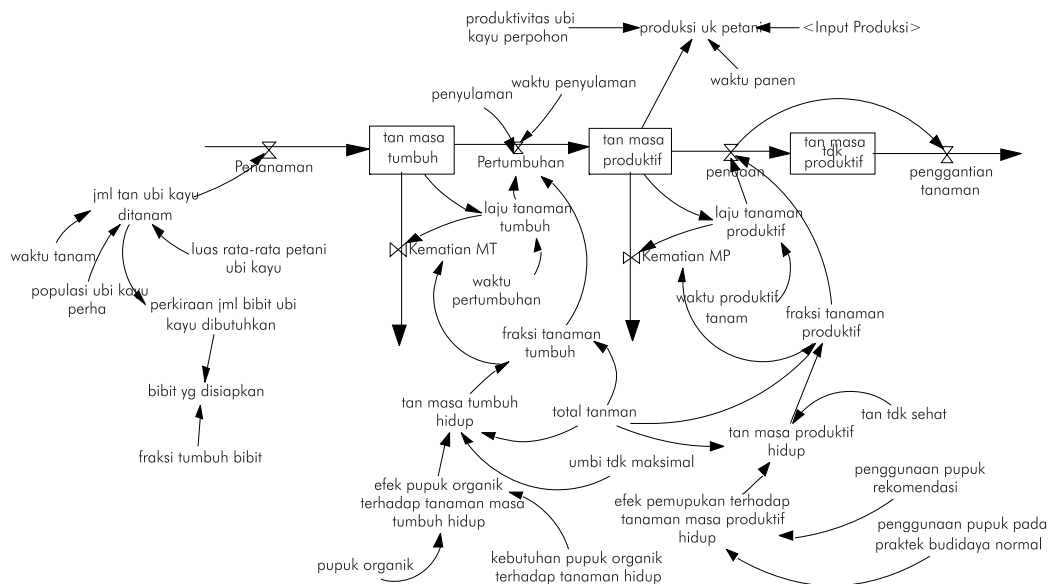 produktivitas ubi
kayu perpohon
produksi uk petani
<Input Produksi>
waktu panen
waktu penyulaman
penyulaman
tan masa
tumbuh
tan masa
produktif
tan masa
tdk
produktif
Penanaman
Pertumbuhan
penuaan
penggantian
tanaman
jml tan ubi kayu
ditanam
laju tanaman
tumbuh
laju tanaman
produktif
waktu tanam
luas rata-rata petani
ubi kayu
Kematian MT
Kematian MP
populasi ubi kayu
perha
perkiraan jml bibit ubi
kayu dibutuhkan
waktu
pertumbuhan
waktu produktif
tanam
fraksi tanaman
tumbuh
fraksi tanaman
produktif
bibit yg disiapkan
fraksi tumbuh bibit
tan masa tumbuh
hidup
total tanman
tan masa produktif
hidup
tan tdk sehat
umbi tdk maksimal
efek pupuk organik
terhadap tanaman masa
tumbuh hidup
efek pemupukan terhadap
tanaman masa produktif
hidup
penggunaan pupuk
rekomendasi
penggunaan pupuk pada
praktek budidaya normal
pupuk organik
kebutuhan pupuk organik
terhadap tanaman hidup